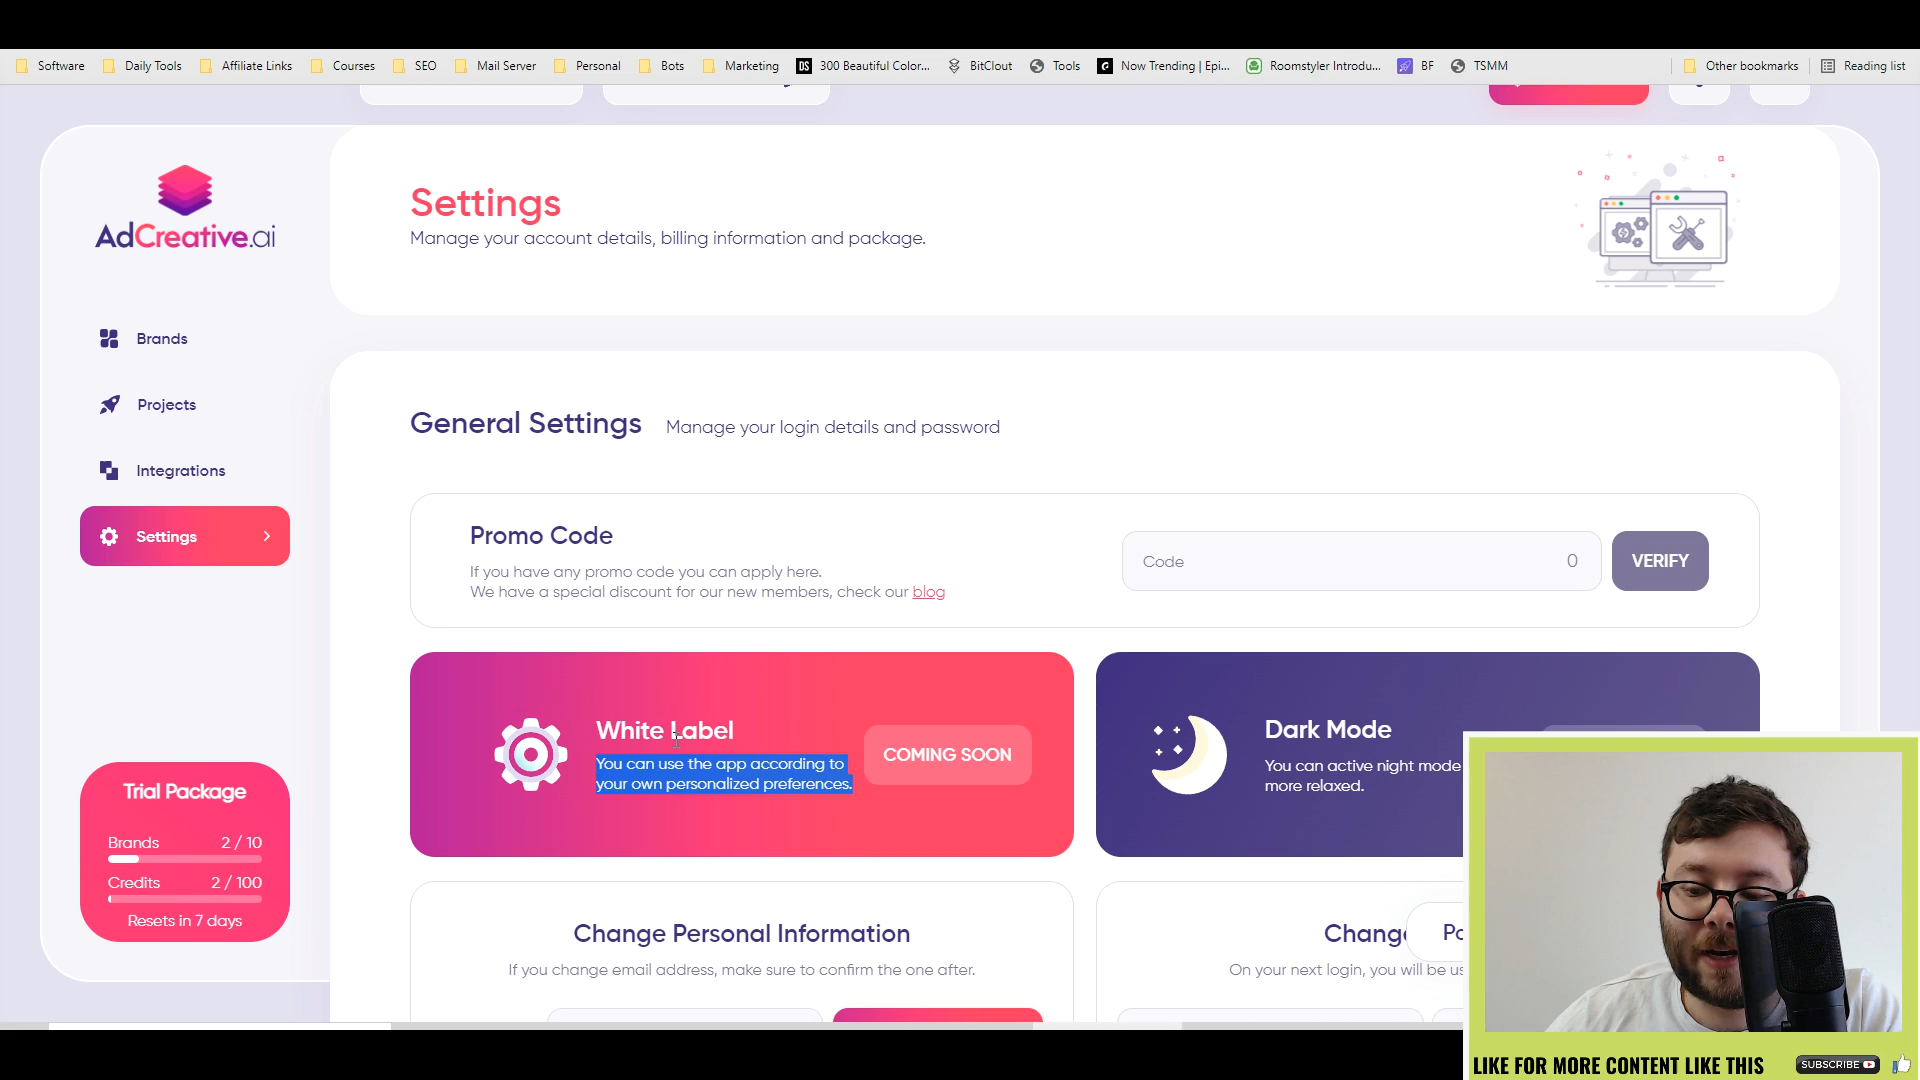 Software
Daily Tools
Affiliate Links
Courses
SEO
Mail Server
Personal
Bots
Marketing
DS
300 Beautiful Color...
BitClout
Tools
Now Trending | Epi...
Roomstyler Introdu...
BF
TSMM
Other bookmarks
Reading list
AdCreative.ai
Settings
Manage your account details, billing information and package.
Brands
Projects
Integrations
Settings
General Settings
Manage your login details and password
Promo Code
If you have any promo code you can apply here.
We have a special discount for our new members, check our blog
Code
0
VERIFY
White Label
You can use the app according to
your own personalized preferences.
COMING SOON
Dark Mode
You can active night mode
more relaxed.
Trial Package
Brands 2 / 10
Credits 2 / 100
Resets in 7 days
Change Personal Information
If you change email address, make sure to confirm the one after.
Change
Po
On your next login, you will be us
LIKE FOR MORE CONTENT LIKE THIS
SUBSCRIBE